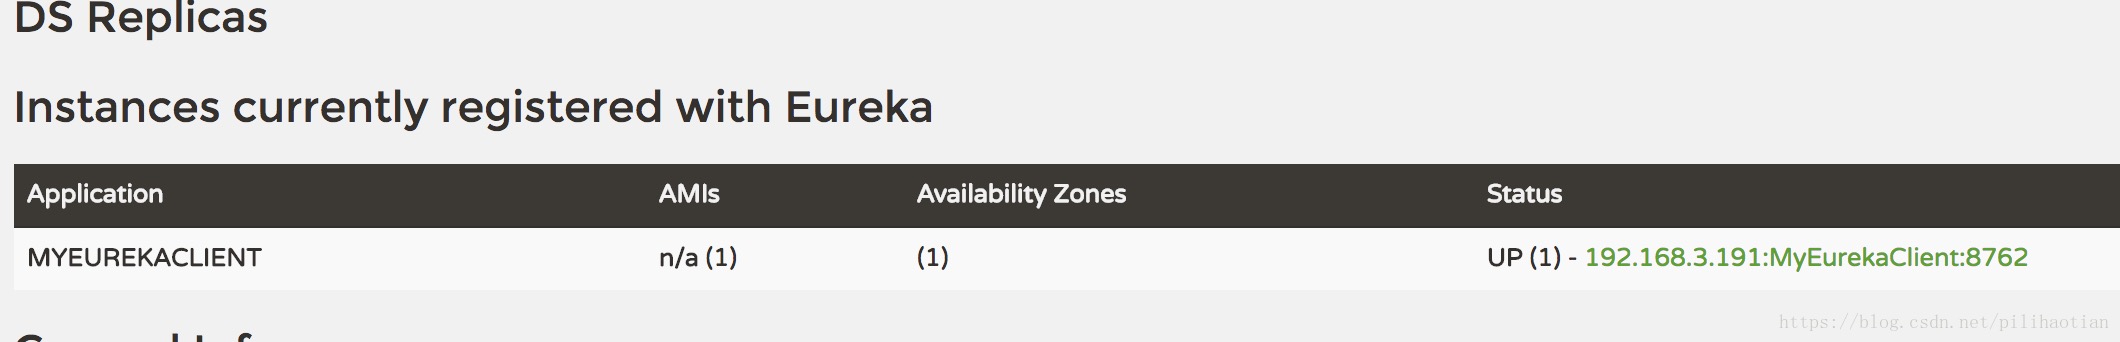 DS Replicas
Instances currently registered with Eureka
Application AMIs Availability Zones Status
MYEUREKACLIENT n/a (1) (1) UP (1) - 192.168.3.191:MyEurekaClient:8762
https://blog.csdn.net/pilihaotian